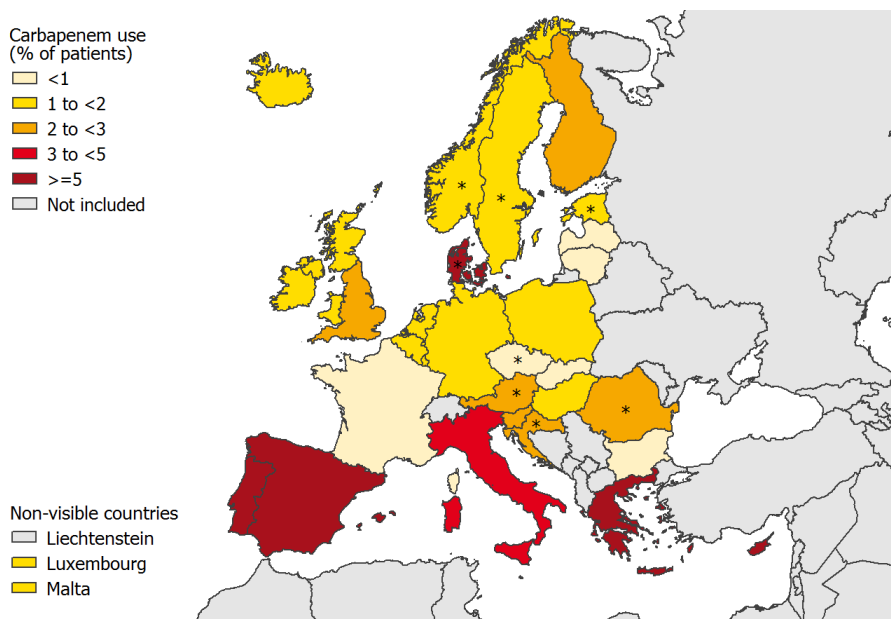 Carbapenem use
(% of patients)
<1
1 to <2
2 to <3
3 to <5
>=5
Not included
*
*
*
*
*
*
*
*
Non-visible countries
Liechtenstein
Luxembourg
Malta